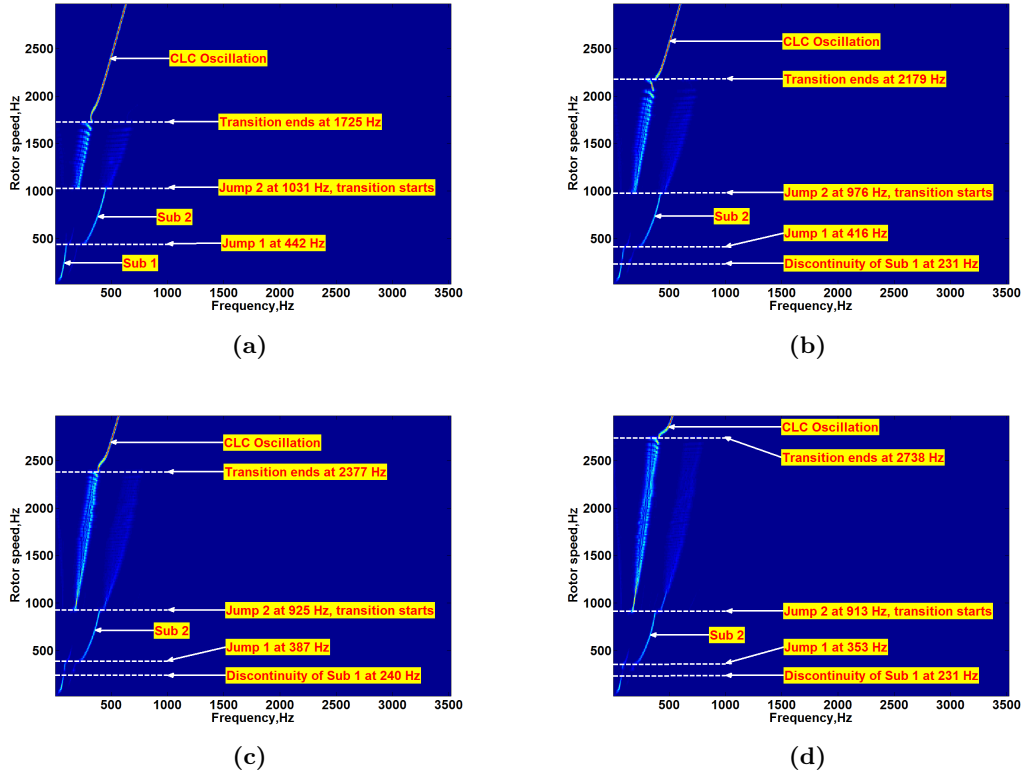 CLC Oscillation
Transition ends at 1725 Hz
Jump 2 at 1031 Hz, transition starts
Sub 2
Jump 1 at 442 Hz
Sub 1
2500
2000
1500
1000
500
Rotor speed,Hz
500 1000 1500 2000 2500 3000 3500
Frequency,Hz
(a)
CLC Oscillation
Transition ends at 2179 Hz
Jump 2 at 976 Hz, transition starts
Sub 2
Jump 1 at 416 Hz
Discontinuity of Sub 1 at 231 Hz
2500
2000
1500
1000
500
Rotor speed,Hz
500 1000 1500 2000 2500 3000 3500
Frequency,Hz
(b)
CLC Oscillation
Transition ends at 2377 Hz
Jump 2 at 925 Hz, transition starts
Sub 2
Jump 1 at 387 Hz
Discontinuity of Sub 1 at 240 Hz
2500
2000
1500
1000
500
Rotor speed,Hz
500 1000 1500 2000 2500 3000 3500
Frequency,Hz
(c)
CLC Oscillation
Transition ends at 2738 Hz
Jump 2 at 913 Hz, transition starts
Sub 2
Jump 1 at 353 Hz
Discontinuity of Sub 1 at 231 Hz
2500
2000
1500
1000
500
Rotor speed,Hz
500 1000 1500 2000 2500 3000 3500
Frequency,Hz
(d)